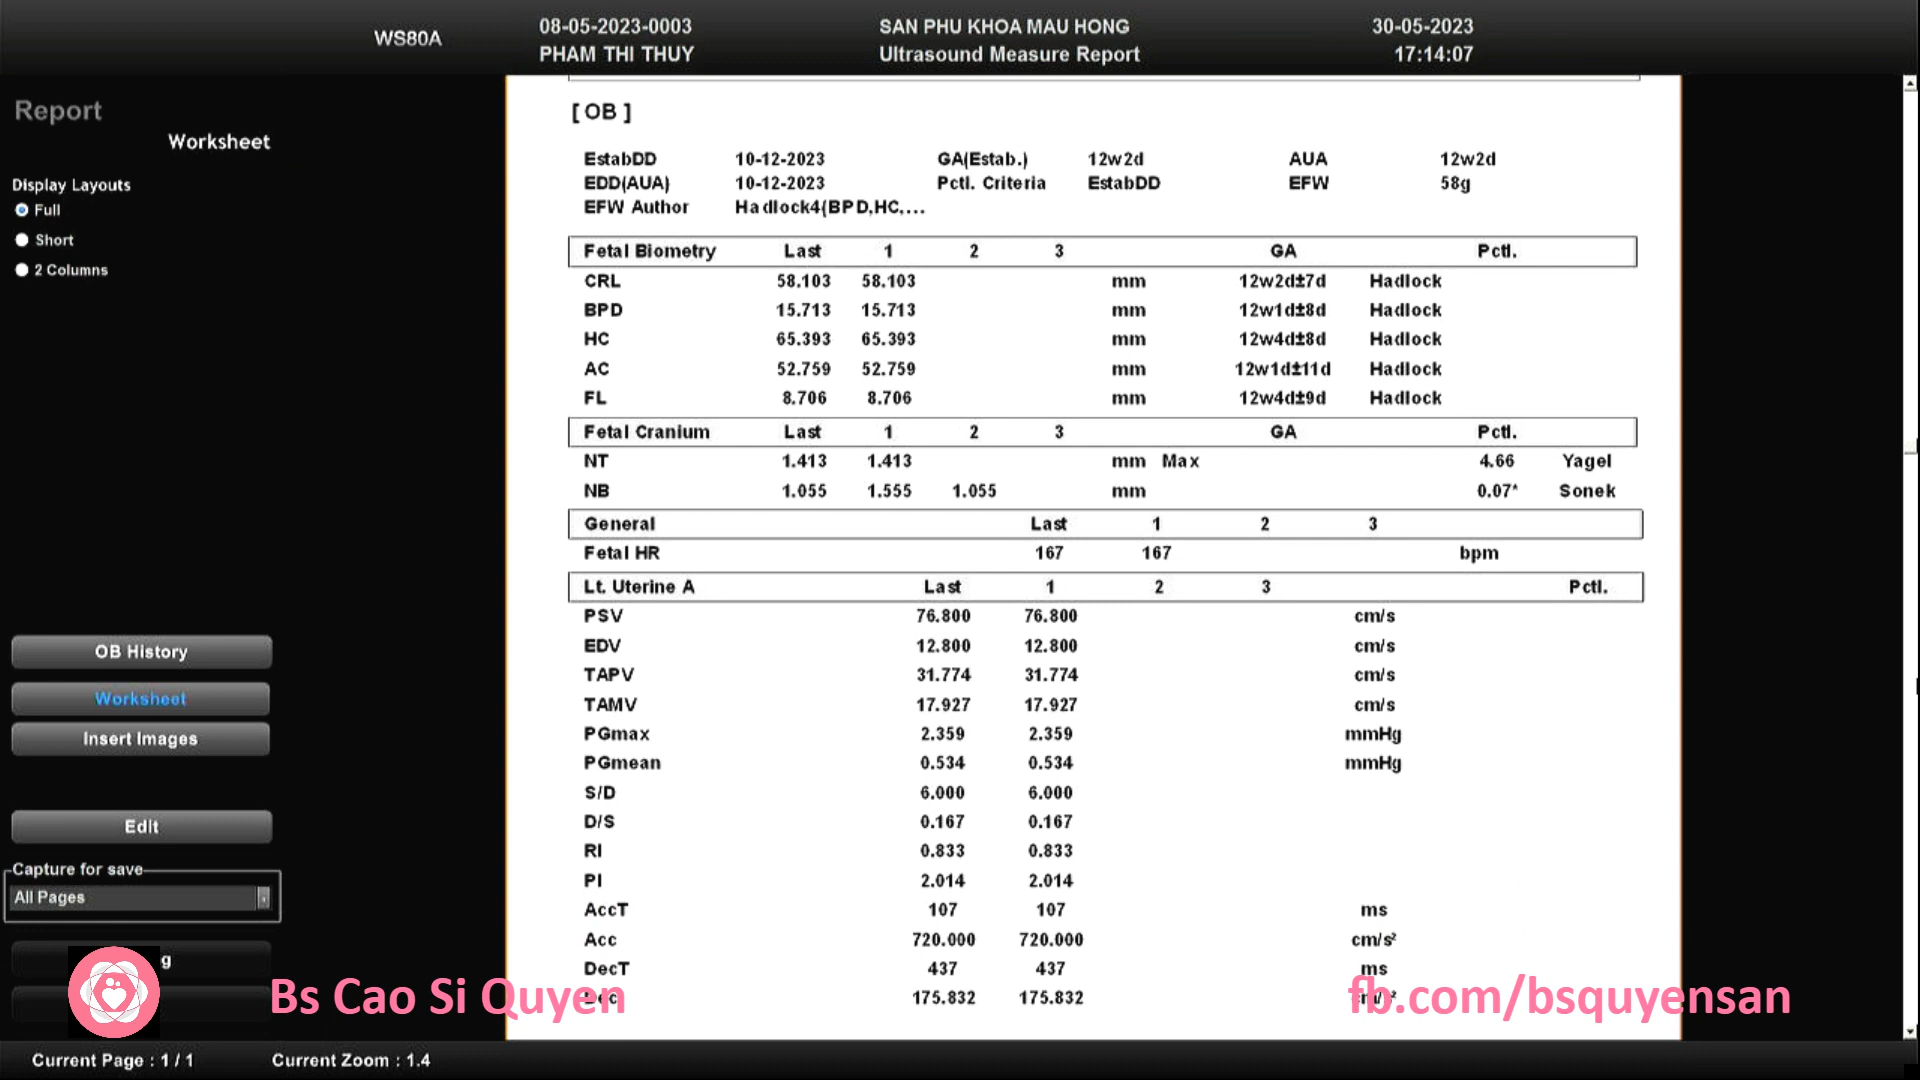 WS80A 08-05-2023-0003 SAN PHU KHOA MAU HONG 30-05-2023
PHAM THI THUY Ultrasound Measure Report 17:14:07
Report
Worksheet
Display Layouts
Full
Short
2 Columns
[ OB ]
EstabDD 10-12-2023 GA(Estab.) 12w2d AUA 12w2d
EDD(AUA) 10-12-2023 Pctl. Criteria EstabDD EFW 58g
EFW Author Hadlock4(BPD,HC,...
Fetal Biometry Last 1 2 3 GA Pctl.
CRL 58.103 58.103 mm 12w2d±7d Hadlock
BPD 15.713 15.713 mm 12w1d±8d Hadlock
HC 65.393 65.393 mm 12w4d±8d Hadlock
AC 52.759 52.759 mm 12w1d±11d Hadlock
FL 8.706 8.706 mm 12w4d±9d Hadlock
Fetal Cranium Last 1 2 3 GA Pctl.
NT 1.413 1.413 mm Max 4.66 Yagel
NB 1.055 1.555 1.055 mm 0.07* Sonek
General Last 1 2 3
Fetal HR 167 167 bpm
Lt. Uterine A Last 1 2 3 Pctl.
PSV 76.800 76.800 cm/s
EDV 12.800 12.800 cm/s
TAPV 31.774 31.774 cm/s
TAMV 17.927 17.927 cm/s
PGmax 2.359 2.359 mmHg
PGmean 0.534 0.534 mmHg
S/D 6.000 6.000
D/S 0.167 0.167
RI 0.833 0.833
PI 2.014 2.014
AccT 107 107 ms
Acc 720.000 720.000 cm/s²
DecT 437 437 ms
175.832 175.832
OB History
Worksheet
Insert Images
Edit
Capture for save
All Pages
Bs Cao Si Quyen fb.com/bsquyensan
Current Page : 1 / 1 Current Zoom : 1.4